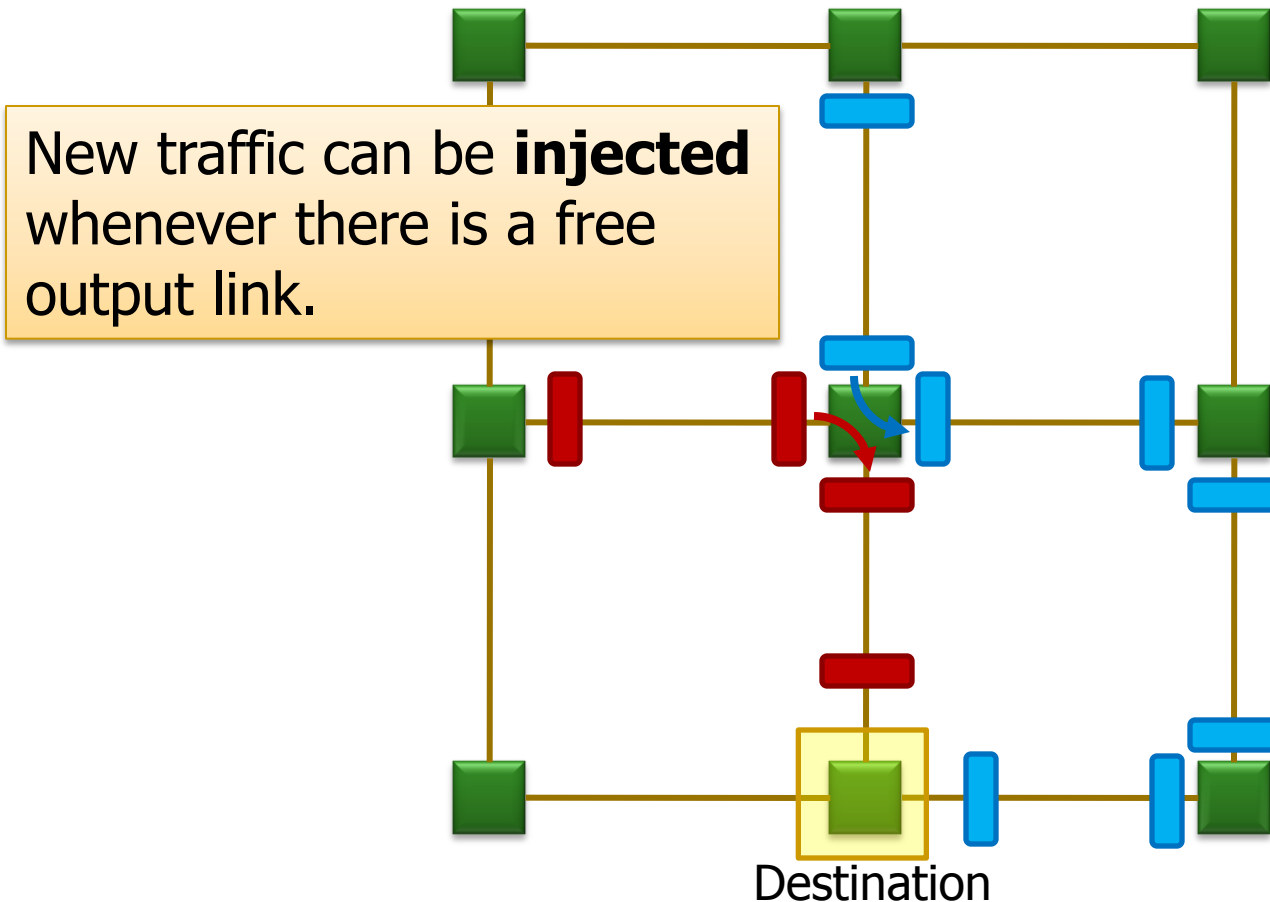 New traffic can be injected
whenever there is a free
output link.
Destination